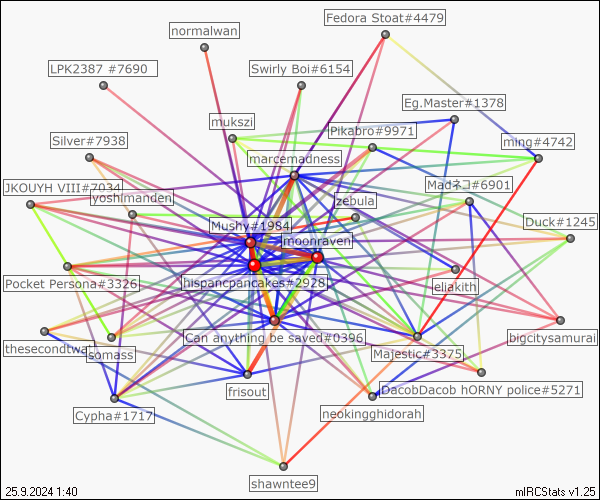 Fedora Stoat#4479
normalwan
LPK2387 #7690
Swirly Boi#6154
Eg.Master#1378
mukszi
Pikabro#9971
Silver#7938
ming#4742
marcemadness
JKOUYH VIII#7034
Madネコ#6901
yoshimanden
zebula
Mushy#1984
Duck#1245
moonraven
Pocket Persona#3326
hispancpancakes#2928
eliakith
Can anything be saved#0396
bigcitysamurai
thesecondtwan
somass
Majestic#3375
frisout
DacobDacob hORNY police#5271
Cypha#1717
neokingghidorah
shawntee9
25.9.2024 1:40
mIRCStats v1.25